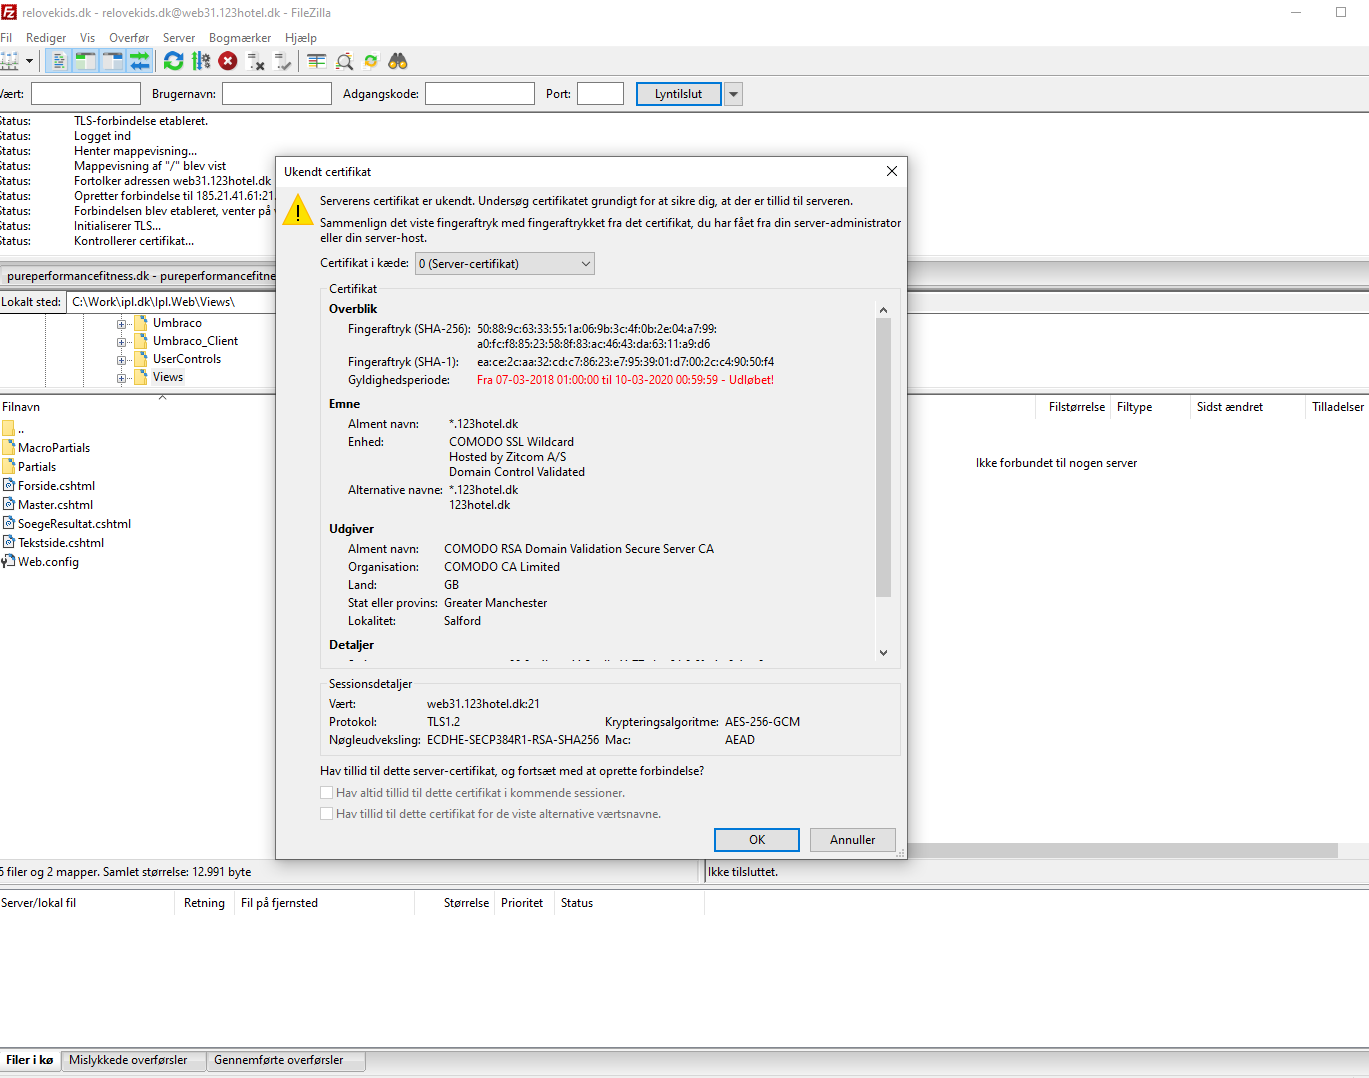 relovekids.dk - relovekids.dk@web31.123hotel.dk - FileZilla
Fil Rediger Vis Overfør Server Bogmærker Hjælp
Vært: Brugernavn: Adgangskode: Port: Lyntilslut
Status: TLS-forbindelse etableret.
Status: Logget ind
Status: Henter mappevisning...
Status: Mappevisning af "/" blev vist
Status: Fortolker adressen web31.123hotel.dk
Status: Opretter forbindelse til 185.21.41.61:21.
Status: Forbindelsen blev etableret, venter på
Status: Initialiserer TLS...
Status: Kontrollerer certifikat...
pureperformancefitness.dk - pureperformancefitne
Lokalt sted: C:\Work\ipl.dk\Ipl.Web\Views\
Umbraco
Umbraco_Client
UserControls
Views
Filnavn
..
MacroPartials
Partials
Forside.cshtml
Master.cshtml
SoegeResultat.cshtml
Tekstside.cshtml
Web.config
Ukendt certifikat
Serverens certifikat er ukendt. Undersøg certifikatet grundigt for at sikre dig, at der er tillid til serveren.
Sammenlign det viste fingeraftryk med fingeraftrykket fra det certifikat, du har fået fra din server-administrator
eller din server-host.
Certifikat i kæde: 0 (Server-certifikat)
Certifikat
Overblik
Fingeraftryk (SHA-256): 50:88:9c:63:33:55:1a:06:9b:3c:4f:0b:2e:04:a7:99:
a0:fc:f8:85:23:58:8f:83:ac:46:43:da:63:11:a9:d6
Fingeraftryk (SHA-1): ea:ce:2c:aa:32:cd:c7:86:23:e7:95:39:01:d7:00:2c:c4:90:50:f4
Gyldighedsperiode: Fra 07-03-2018 01:00:00 til 10-03-2020 00:59:59 - Udløbet!
Emne
Alment navn: *.123hotel.dk
Enhed: COMODO SSL Wildcard
Hosted by Zitcom A/S
Domain Control Validated
Alternative navne: *.123hotel.dk
123hotel.dk
Udgiver
Alment navn: COMODO RSA Domain Validation Secure Server CA
Organisation: COMODO CA Limited
Land: GB
Stat eller provins: Greater Manchester
Lokalitet: Salford
Detaljer
Sessionsdetaljer
Vært: web31.123hotel.dk:21
Protokol: TLS1.2 Krypteringsalgoritme: AES-256-GCM
Nøgleudveksling: ECDHE-SECP384R1-RSA-SHA256 Mac: AEAD
Hav tillid til dette server-certifikat, og fortsæt med at oprette forbindelse?
Hav altid tillid til dette certifikat i kommende sessioner.
Hav tillid til dette certifikat for de viste alternative værtsnavne.
OK Annuller
Filstørrelse Filtype Sidst ændret Tilladelser
Ikke forbundet til nogen server
filer og 2 mapper. Samlet størrelse: 12.991 byte
Ikke tilsluttet.
Server/lokal fil Retning Fil på fjernsted Størrelse Prioritet Status
Filer i kø Mislykkede overførsler Gennemførte overførsler